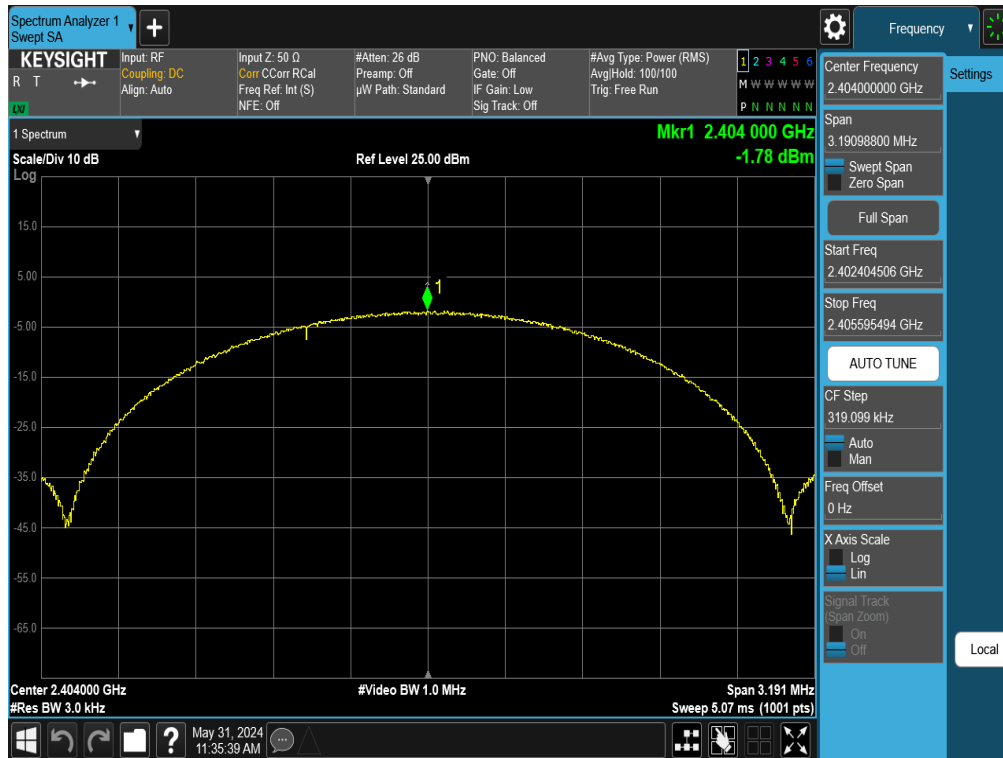 Spectrum Analyzer 1
Swept SA
+
Frequency
KEYSIGHT
R T
LXI
Input: RF
Coupling: DC
Align: Auto
Input Z: 50 Ω
Corr CCorr RCal
Freq Ref: Int (S)
NFE: Off
#Atten: 26 dB
Preamp: Off
µW Path: Standard
PNO: Balanced
Gate: Off
IF Gain: Low
Sig Track: Off
#Avg Type: Power (RMS)
Avg|Hold: 100/100
Trig: Free Run
1 2 3 4 5 6
M W W W W W
P N N N N N
1 Spectrum
Scale/Div 10 dB
Log
Ref Level 25.00 dBm
Mkr1 2.404 000 GHz
-1.78 dBm
15.0
5.00
-5.00
-15.0
-25.0
-35.0
-45.0
-55.0
-65.0
1
Center 2.404000 GHz
#Res BW 3.0 kHz
#Video BW 1.0 MHz
Span 3.191 MHz
Sweep 5.07 ms (1001 pts)
?
May 31, 2024
11:35:39 AM
Center Frequency
2.404000000 GHz
Span
3.19098800 MHz
Swept Span
Zero Span
Full Span
Start Freq
2.402404506 GHz
Stop Freq
2.405595494 GHz
AUTO TUNE
CF Step
319.099 kHz
Auto
Man
Freq Offset
0 Hz
X Axis Scale
Log
Lin
Signal Track
(Span Zoom)
On
Off
Settings
Local